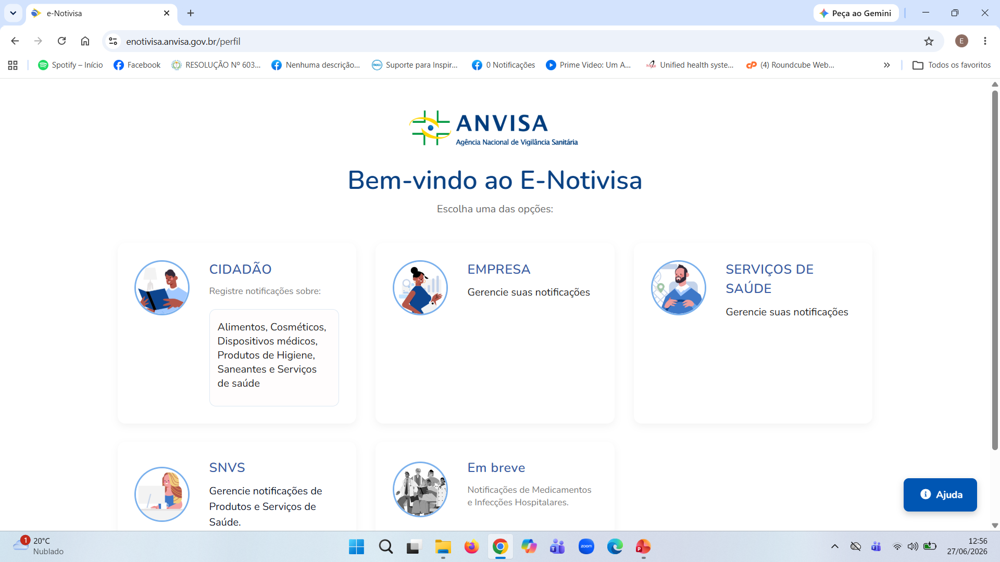 e-Notivisa
Peça ao Gemini
enotivisa.anvisa.gov.br/perfil
E
Spotify – Início
Facebook
RESOLUÇÃO Nº 603...
Nenhuma descrição...
Suporte para Inspir...
0 Notificações
Prime Video: Um A...
Unified health syste...
(4) Roundcube Web...
Todos os favoritos
ANVISA
Agência Nacional de Vigilância Sanitária
Bem-vindo ao E-Notivisa
Escolha uma das opções:
CIDADÃO
Registre notificações sobre:
Alimentos, Cosméticos,
Dispositivos médicos,
Produtos de Higiene,
Saneantes e Serviços
de saúde
EMPRESA
Gerencie suas notificações
SERVIÇOS DE
SAÚDE
Gerencie suas notificações
SNVS
Gerencie notificações de
Produtos e Serviços de
Saúde.
Em breve
Notificações de Medicamentos
e Infecções Hospitalares.
Ajuda
1
20°C
Nublado
zoom
12:56
27/06/2026